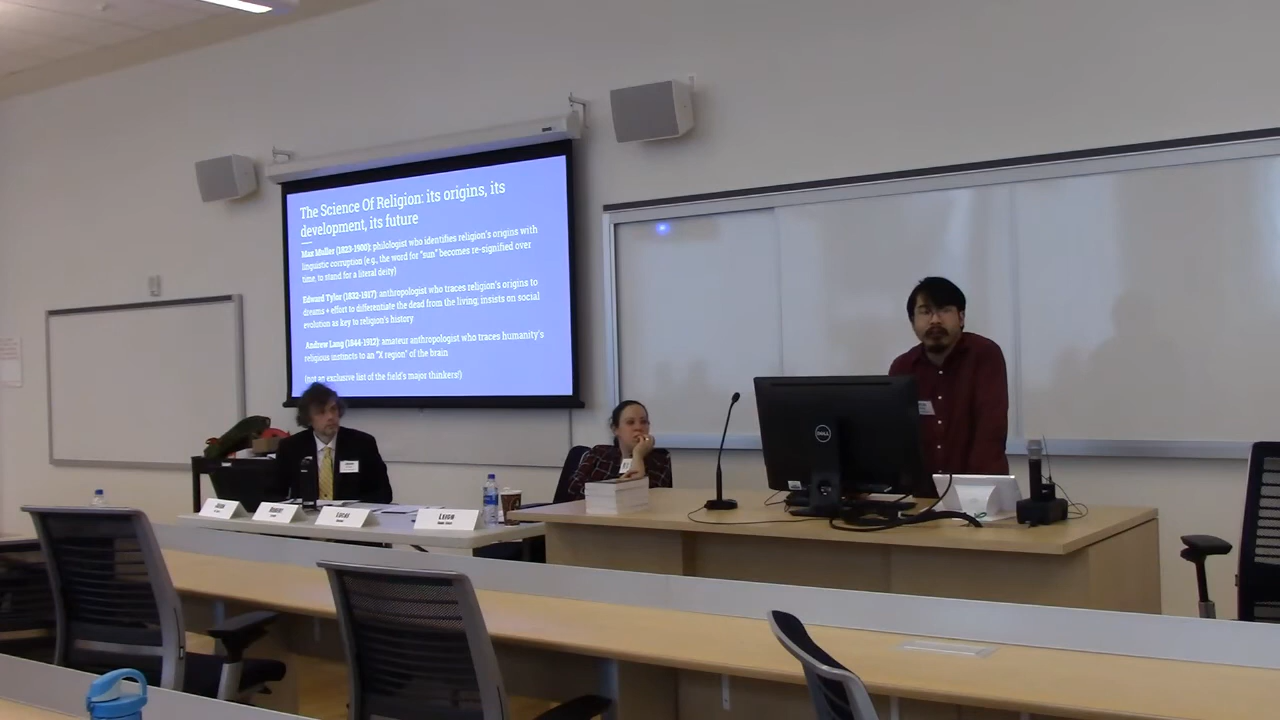 The Science Of Religion: its origins, its
development, its future
Max Muller (1823-1900): philologist who identifies religion's origins with
linguistic corruption (e.g., the word for "sun" becomes re-signified over
time, to stand for a literal deity)
Edward Tylor (1832-1917): anthropologist who traces religion's origins to
dreams + effort to differentiate the dead from the living; insists on social
evolution as key to religion's history
Andrew Lang (1844-1912): amateur anthropologist who traces humanity's
religious instincts to an "X region" of the brain
(not an exclusive list of the field's major thinkers!)
Lucas
Leigh
DELL